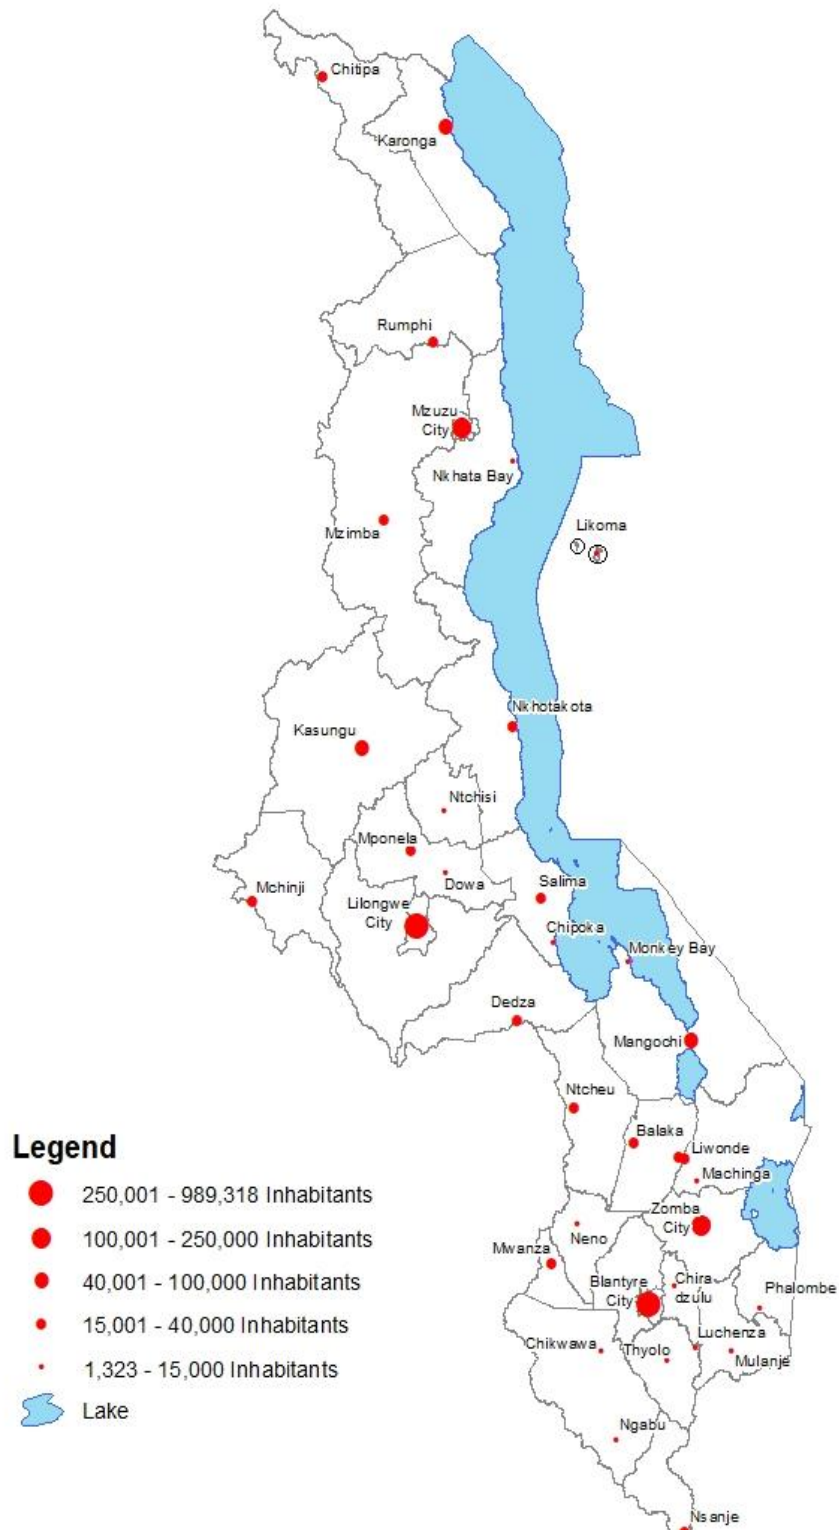 Chitipa
Karonga
Rumphi
Mzuzu
City
Nkhata Bay
Likoma
Mzimba
Nkhotakota
Kasungu
Ntchisi
Mponela
Dowa
Salima
Mchinji
Lilongwe
City
Chipoka
Monkey Bay
Dedza
Mangochi
Ntcheu
Balaka
Liwonde
Machinga
Zomba
City
Neno
Mwanza
Blantyre
City
Chira
dzulu
Phalombe
Luchenza
Chikwawa
Thyolo
Mulanje
Ngabu
Nsanje
Legend
250,001 - 989,318 Inhabitants
100,001 - 250,000 Inhabitants
40,001 - 100,000 Inhabitants
15,001 - 40,000 Inhabitants
1,323 - 15,000 Inhabitants
Lake